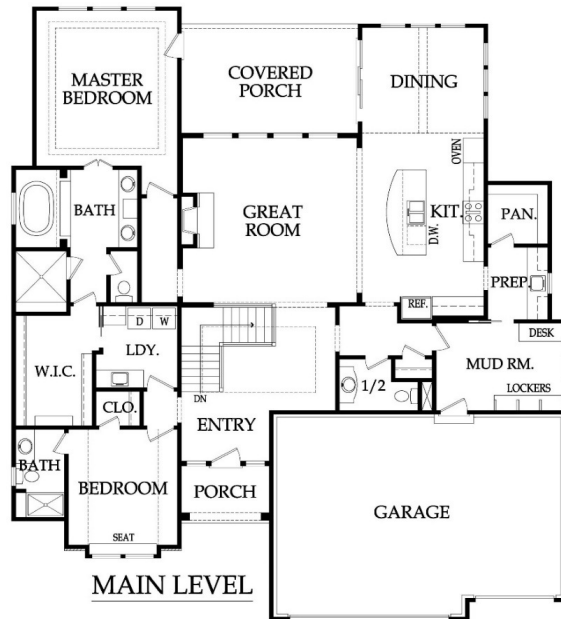 MASTER
BEDROOM
COVERED
PORCH
DINING
OVEN
BATH
GREAT
ROOM
KIT.
D.W.
PAN.
PREP.
REF.
DESK
D
W
LDY.
W.I.C.
MUD RM.
DN
1/2
LOCKERS
CLO.
ENTRY
BATH
BEDROOM
PORCH
GARAGE
SEAT
MAIN LEVEL